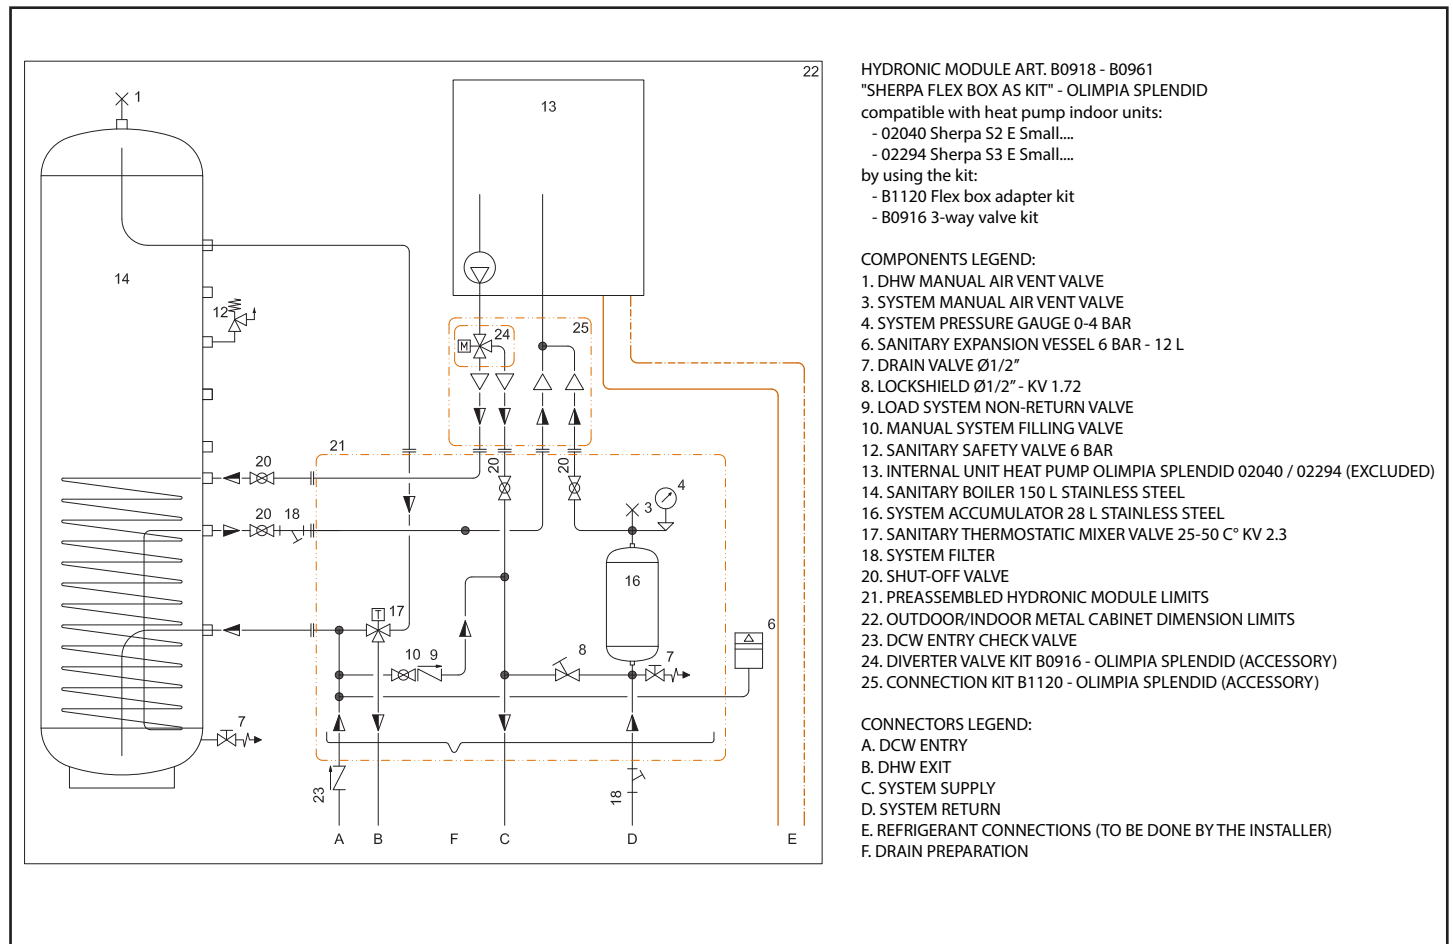 22
1
13
14
12
24
25
M
21
20
20
20
4
3
20
18
16
T
17
6
10
9
8
7
7
23
18
A
B
F
C
D
E
HYDRONIC MODULE ART. B0918 - B0961
"SHERPA FLEX BOX AS KIT" - OLIMPIA SPLENDID
compatible with heat pump indoor units:
- 02040 Sherpa S2 E Small....
- 02294 Sherpa S3 E Small....
by using the kit:
- B1120 Flex box adapter kit
- B0916 3-way valve kit
COMPONENTS LEGEND:
1. DHW MANUAL AIR VENT VALVE
3. SYSTEM MANUAL AIR VENT VALVE
4. SYSTEM PRESSURE GAUGE 0-4 BAR
6. SANITARY EXPANSION VESSEL 6 BAR - 12 L
7. DRAIN VALVE Ø1/2”
8. LOCKSHIELD Ø1/2” - KV 1.72
9. LOAD SYSTEM NON-RETURN VALVE
10. MANUAL SYSTEM FILLING VALVE
12. SANITARY SAFETY VALVE 6 BAR
13. INTERNAL UNIT HEAT PUMP OLIMPIA SPLENDID 02040 / 02294 (EXCLUDED)
14. SANITARY BOILER 150 L STAINLESS STEEL
16. SYSTEM ACCUMULATOR 28 L STAINLESS STEEL
17. SANITARY THERMOSTATIC MIXER VALVE 25-50 C° KV 2.3
18. SYSTEM FILTER
20. SHUT-OFF VALVE
21. PREASSEMBLED HYDRONIC MODULE LIMITS
22. OUTDOOR/INDOOR METAL CABINET DIMENSION LIMITS
23. DCW ENTRY CHECK VALVE
24. DIVERTER VALVE KIT B0916 - OLIMPIA SPLENDID (ACCESSORY)
25. CONNECTION KIT B1120 - OLIMPIA SPLENDID (ACCESSORY)
CONNECTORS LEGEND:
A. DCW ENTRY
B. DHW EXIT
C. SYSTEM SUPPLY
D. SYSTEM RETURN
E. REFRIGERANT CONNECTIONS (TO BE DONE BY THE INSTALLER)
F. DRAIN PREPARATION